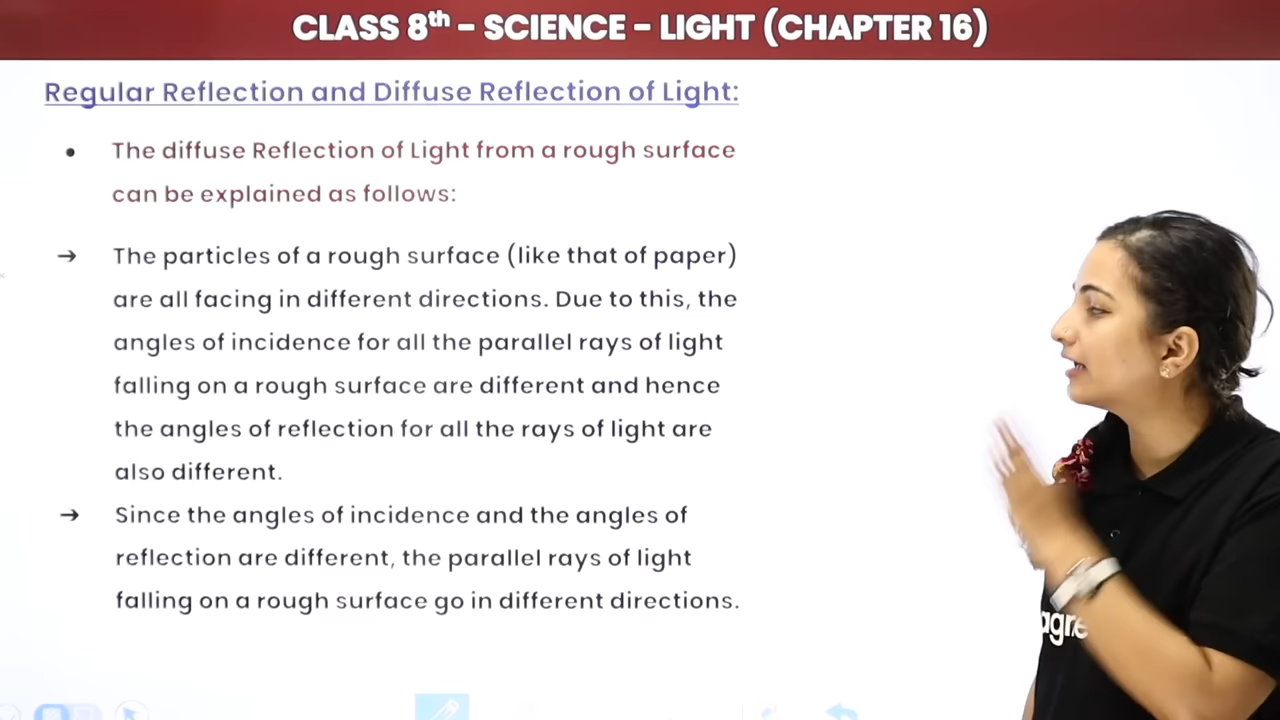 CLASS 8th – SCIENCE – LIGHT (CHAPTER 16)
Regular Reflection and Diffuse Reflection of Light:
• The diffuse Reflection of Light from a rough surface
can be explained as follows:
→ The particles of a rough surface (like that of paper)
are all facing in different directions. Due to this, the
angles of incidence for all the parallel rays of light
falling on a rough surface are different and hence
the angles of reflection for all the rays of light are
also different.
→ Since the angles of incidence and the angles of
reflection are different, the parallel rays of light
falling on a rough surface go in different directions.